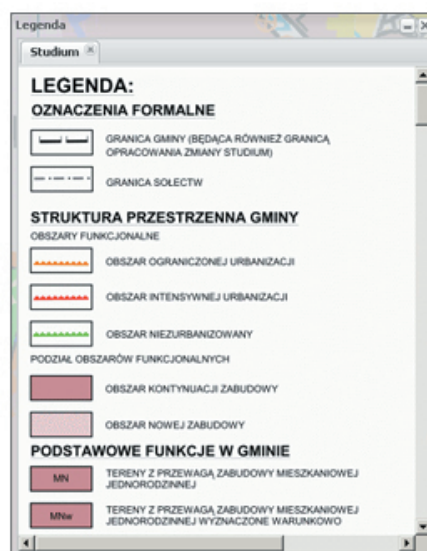 Legenda
Studium
LEGENDA:
OZNACZENIA FORMALNE
GRANICA GMINY (BĘDĄCA RÓWNIEŻ GRANICĄ
OPRACOWANIA ZMIANY STUDIUM)
GRANICA SOŁECTW
STRUKTURA PRZESTRZENNA GMINY
OBSZARY FUNKCJONALNE
OBSZAR OGRANICZONEJ URBANIZACJI
OBSZAR INTENSYWNEJ URBANIZACJI
OBSZAR NIEZURBANIZOWANY
PODZIAŁ OBSZARÓW FUNKCJONALNYCH
OBSZAR KONTYNUACJI ZABUDOWY
OBSZAR NOWEJ ZABUDOWY
PODSTAWOWE FUNKCJE W GMINIE
MN
TERENY Z PRZEWAGĄ ZABUDOWY MIESZKANIOWEJ
JEDNORODZINNEJ
MNw
TERENY Z PRZEWAGĄ ZABUDOWY MIESZKANIOWEJ
JEDNORODZINNEJ WYZNACZONE WARUNKOWO